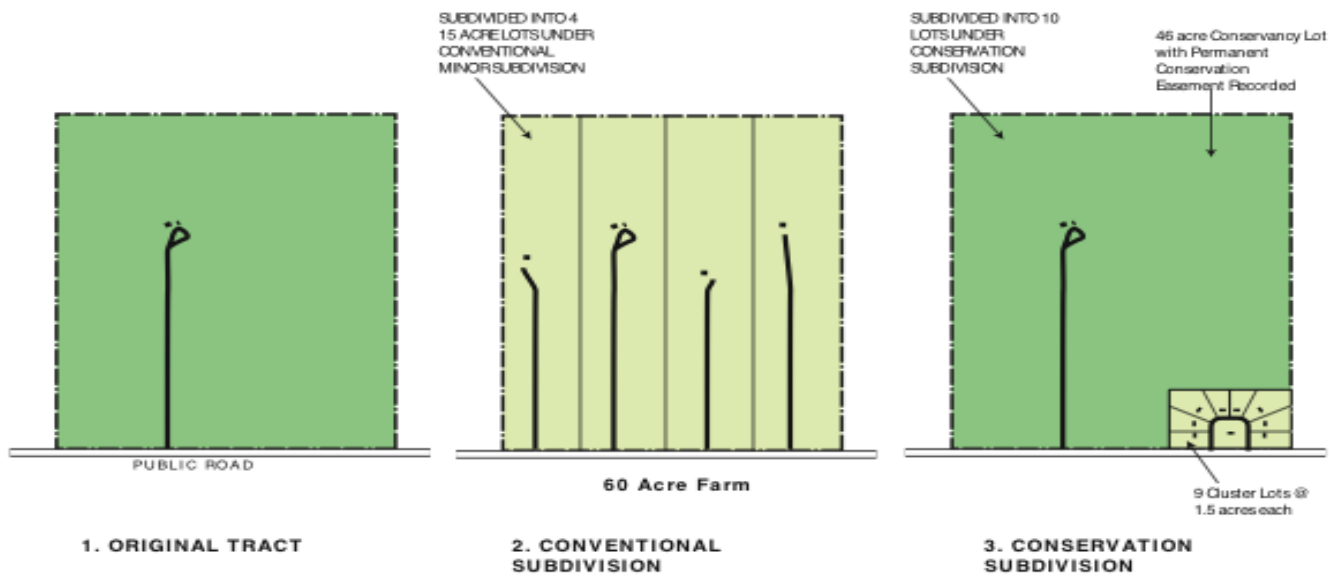 SUBDIVIDED INTO 4
15 ACRE LOTS UNDER
CONVENTIONAL
MINOR SUBDIVISION
SUBDIVIDED INTO 10
LOTS UNDER
CONSERVATION
SUBDIVISION
46 acre Conservancy Lot
with Permanent
Conservation
Easement Recorded
PUBLIC ROAD
60 Acre Farm
9 Cluster Lots @
1.5 acres each
1. ORIGINAL TRACT
2. CONVENTIONAL
SUBDIVISION
3. CONSERVATION
SUBDIVISION